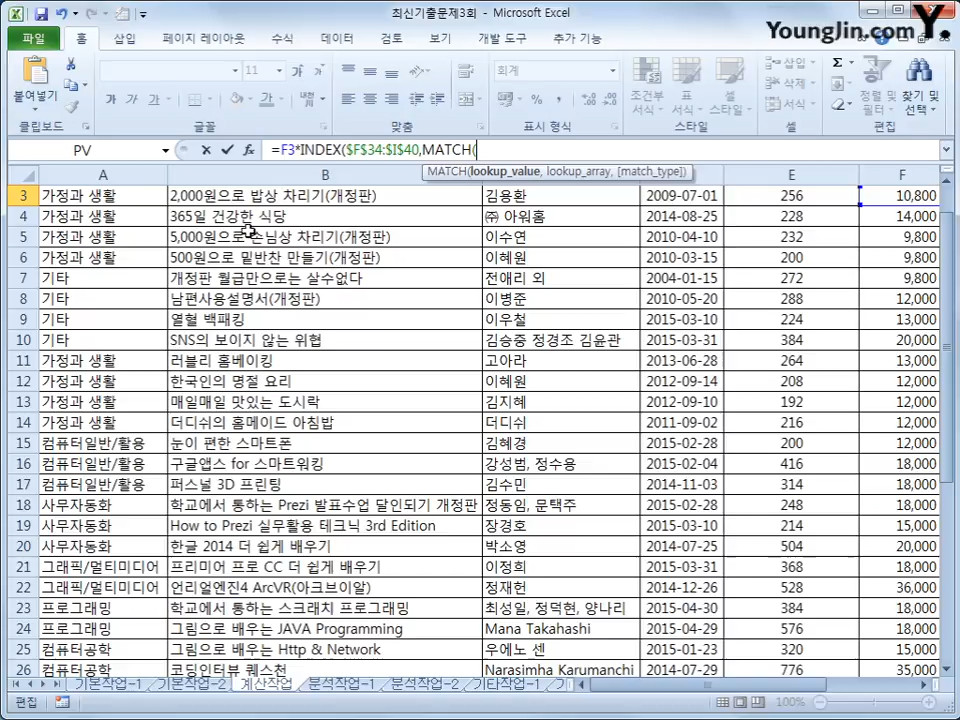 최신기출문제3회 - Microsoft Excel
YoungJin.com Y.
파일 홈 삽입 페이지 레이아웃 수식 데이터 검토 보기 개발 도구 추가 기능
붙여넣기 가 가 가 11 가 가 가 회계 % , 조건부 서식 표 서식 셀 스타일 삽입 삭제 서식 Σ 정렬 및 필터 찾기 및 선택
클립보드 글꼴 맞춤 표시 형식 스타일 셀 편집
PV =F3*INDEX($F$34:$I$40,MATCH(
MATCH(lookup_value, lookup_array, [match_type])
A B C D E F
3 가정과 생활 2,000원으로 밥상 차리기(개정판) 김용환 2009-07-01 256 10,800
4 가정과 생활 365일 건강한 식당 ㈜ 아워홈 2014-08-25 228 14,000
5 가정과 생활 5,000원으로 손님상 차리기(개정판) 이수연 2010-04-10 232 9,800
6 가정과 생활 500원으로 밑반찬 만들기(개정판) 이혜원 2010-03-15 200 9,800
7 기타 개정판 월급만으로는 살수없다 전애리 외 2004-01-15 272 9,800
8 기타 남편사용설명서(개정판) 이병준 2010-05-20 288 12,000
9 기타 열혈 백패킹 이우철 2015-03-10 224 13,000
10 기타 SNS의 보이지 않는 위협 김승중 정경조 김윤관 2015-03-31 384 20,000
11 가정과 생활 러블리 홈베이킹 고아라 2013-06-28 264 13,000
12 가정과 생활 한국인의 명절 요리 이혜원 2012-09-14 208 12,000
13 가정과 생활 매일매일 맛있는 도시락 김지혜 2012-09-10 192 12,000
14 가정과 생활 더디쉬의 홈메이드 아침밥 더디쉬 2011-09-02 216 12,000
15 컴퓨터일반/활용 눈이 편한 스마트폰 김혜경 2015-02-28 200 12,000
16 컴퓨터일반/활용 구글앱스 for 스마트워킹 강성범, 정수용 2015-02-04 416 18,000
17 컴퓨터일반/활용 퍼스널 3D 프린팅 김수민 2014-11-03 314 18,000
18 사무자동화 학교에서 통하는 Prezi 발표수업 달인되기 개정판 정동임, 문택주 2015-02-28 248 18,000
19 사무자동화 How to Prezi 실무활용 테크닉 3rd Edition 장경호 2015-03-10 214 15,000
20 사무자동화 한글 2014 더 쉽게 배우기 박소영 2014-07-25 504 20,000
21 그래픽/멀티미디어 프리미어 프로 CC 더 쉽게 배우기 이정희 2015-03-31 368 18,000
22 그래픽/멀티미디어 언리얼엔진4 ArcVR(아크브이알) 정재헌 2014-12-26 528 36,000
23 프로그래밍 학교에서 통하는 스크래치 프로그래밍 최성일, 정덕현, 양나리 2015-04-30 384 18,000
24 프로그래밍 그림으로 배우는 JAVA Programming Mana Takahashi 2015-04-29 576 18,000
25 컴퓨터공학 그림으로 배우는 Http & Network 우에노 센 2015-01-23 320 15,000
26 컴퓨터공학 코딩인터뷰 퀘스천 Narasimha Karumanchi 2014-07-29 776 35,000
기본작업-1 기본작업-2 계산작업 분석작업-1 분석작업-2 기타작업-1 기
편집 100%